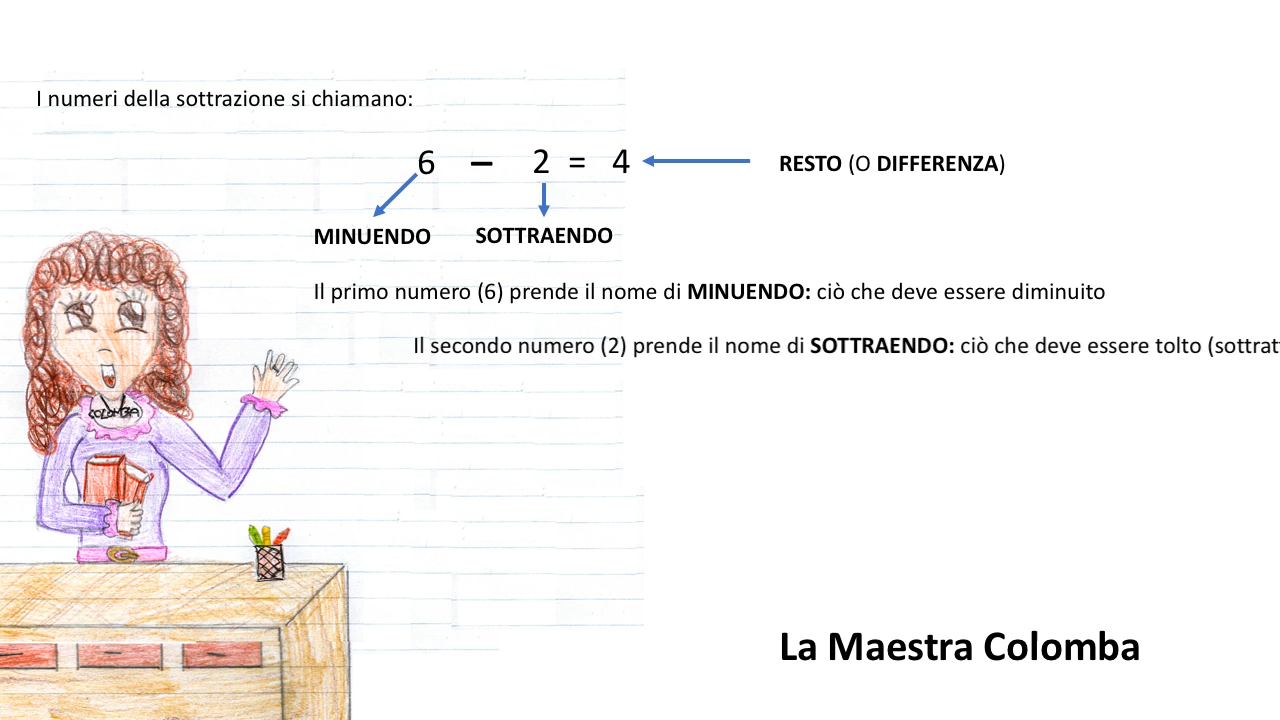 I numeri della sottrazione si chiamano:
6 – 2 = 4 RESTO (O DIFFERENZA)
MINUENDO SOTTRAENDO
Il primo numero (6) prende il nome di MINUENDO: ciò che deve essere diminuito
Il secondo numero (2) prende il nome di SOTTRAENDO: ciò che deve essere tolto
COLOMBA
La Maestra Colomba